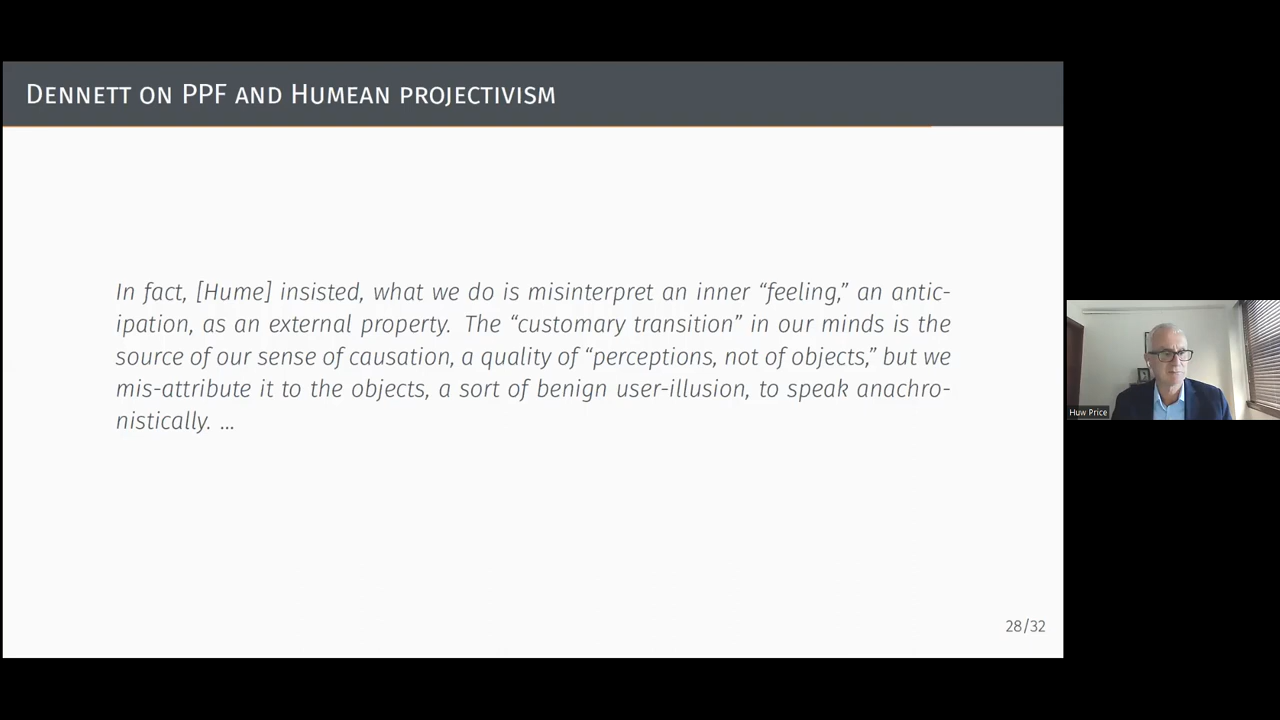 Dennett on PPF and Humean projectivism
In fact, [Hume] insisted, what we do is misinterpret an inner “feeling,” an antic-
ipation, as an external property. The “customary transition” in our minds is the
source of our sense of causation, a quality of “perceptions, not of objects,” but we
mis-attribute it to the objects, a sort of benign user-illusion, to speak anachro-
nistically. ...
28/32
Huw Price